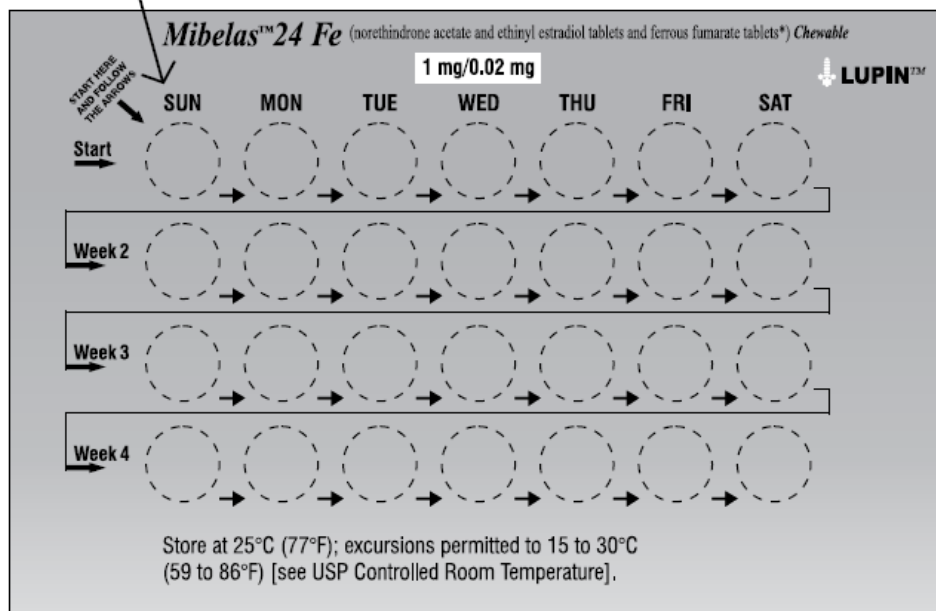 Mibelas™ 24 Fe (norethindrone acetate and ethinyl estradiol tablets and ferrous fumarate tablets*) Chewable
1 mg/0.02 mg
LUPIN™
START HERE
AND FOLLOW
THE ARROWS
SUN MON TUE WED THU FRI SAT
Start
Week 2
Week 3
Week 4
Store at 25°C (77°F); excursions permitted to 15 to 30°C
(59 to 86°F) [see USP Controlled Room Temperature].